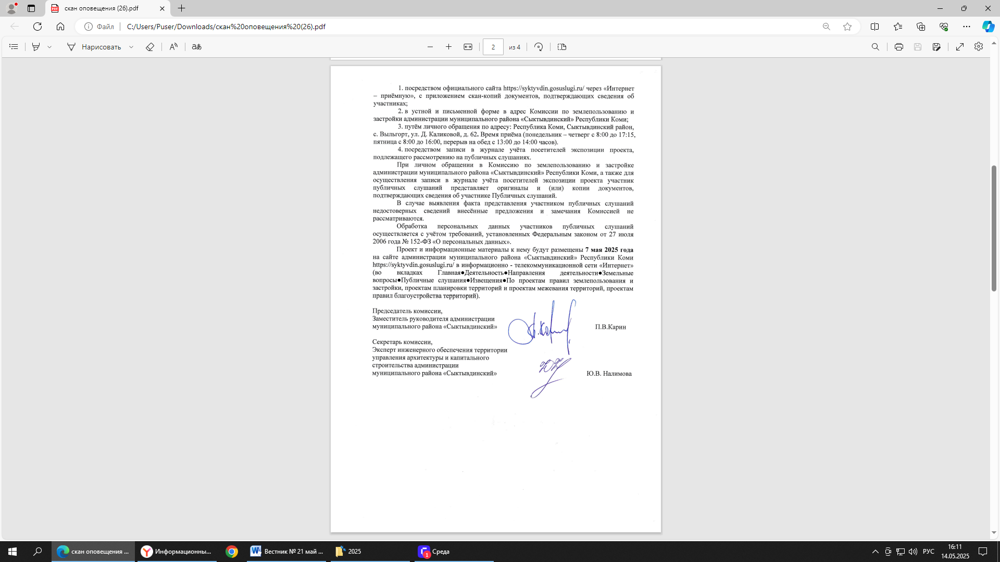 скан оповещения (26).pdf
Файл
C:/Users/Puser/Downloads/скан%20оповещения%20(26).pdf
Нарисовать
2
из 4
1. посредством официального сайта https://syktyvdin.gosuslugi.ru/ через «Интернет
– приёмную», с приложением скан-копий документов, подтверждающих сведения об
участниках;
2. в устной и письменной форме в адрес Комиссии по землепользованию и
застройки администрации муниципального района «Сыктывдинский» Республики Коми;
3. путём личного обращения по адресу: Республика Коми, Сыктывдинский район,
с. Выльгорт, ул. Д. Каликовой, д. 62. Время приёма (понедельник – четверг с 8:00 до 17:15,
пятница с 8:00 до 16:00, перерыв на обед с 13:00 до 14:00 часов).
4. посредством записи в журнале учёта посетителей экспозиции проекта,
подлежащего рассмотрению на публичных слушаниях.
При личном обращении в Комиссию по землепользованию и застройке
администрации муниципального района «Сыктывдинский» Республики Коми, а также для
осуществления записи в журнале учёта посетителей экспозиции проекта участник
публичных слушаний представляет оригиналы и (или) копии документов,
подтверждающих сведения об участнике Публичных слушаний.
В случае выявления факта представления участником публичных слушаний
недостоверных сведений внесённые предложения и замечания Комиссией не
рассматриваются.
Обработка персональных данных участников публичных слушаний
осуществляется с учётом требований, установленных Федеральным законом от 27 июля
2006 года № 152-ФЗ «О персональных данных».
Проект и информационные материалы к нему будут размещены 7 мая 2025 года
на сайте администрации муниципального района «Сыктывдинский» Республики Коми
https://syktyvdin.gosuslugi.ru/ в информационно - телекоммуникационной сети «Интернет»
(во вкладках Главная●Деятельность●Направления деятельности●Земельные
вопросы●Публичные слушания●Извещения●По проектам правил землепользования и
застройки, проектам планировки территорий и проектам межевания территорий, проектам
правил благоустройства территорий).
Председатель комиссии,
Заместитель руководителя администрации
муниципального района «Сыктывдинский»
П.В.Карин
Секретарь комиссии,
Эксперт инженерного обеспечения территории
управления архитектуры и капитального
строительства администрации
муниципального района «Сыктывдинский»
Ю.В. Налимова
скан оповещения ...
Информационны...
Вестник № 21 май ...
2025
1
Среда
РУС
16:11
14.05.2025